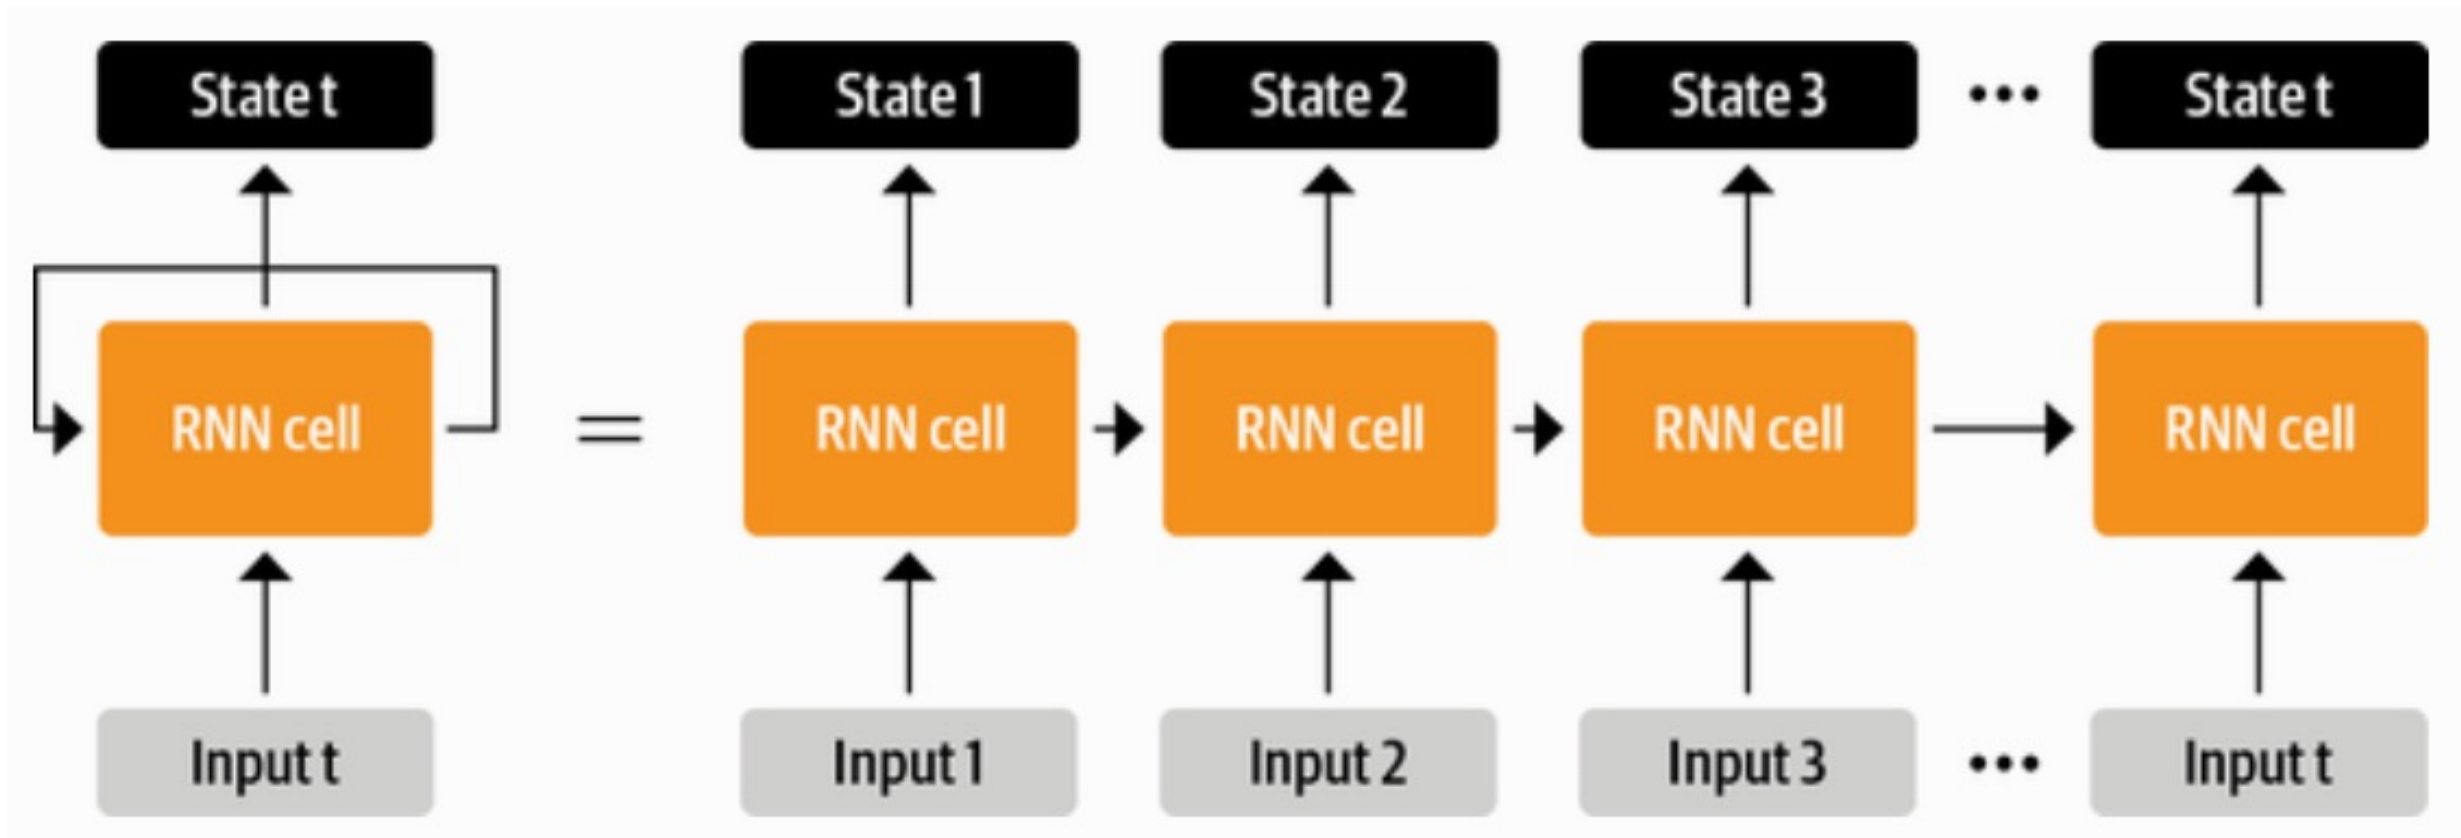 State t
State 1
State 2
State 3
•••
State t
RNN cell
=
RNN cell
RNN cell
RNN cell
RNN cell
Input t
Input 1
Input 2
Input 3
•••
Input t